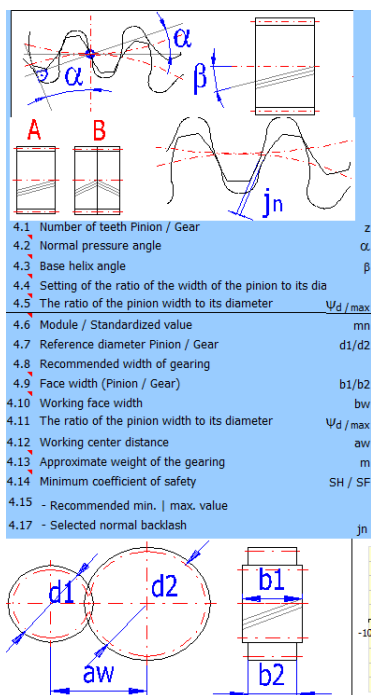 α
α
β
A
B
jn
4.1 Number of teeth Pinion / Gear z
4.2 Normal pressure angle α
4.3 Base helix angle β
4.4 Setting of the ratio of the width of the pinion to its dia
4.5 The ratio of the pinion width to its diameter Ψd / max
4.6 Module / Standardized value mn
4.7 Reference diameter Pinion / Gear d1/d2
4.8 Recommended width of gearing
4.9 Face width (Pinion / Gear) b1/b2
4.10 Working face width bw
4.11 The ratio of the pinion width to its diameter Ψd / max
4.12 Working center distance aw
4.13 Approximate weight of the gearing m
4.14 Minimum coefficient of safety SH / SF
4.15 - Recommended min. | max. value
4.17 - Selected normal backlash jn
d1
d2
b1
aw
b2
-10